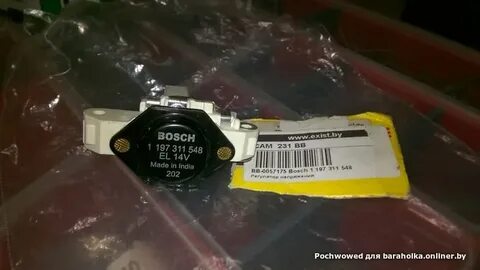 BOSCH
1 197 311 548
EL 14V
Made in India
202
www.exist.by
CAM 231 BB
BB-0057175 Bosch 1 197 311 548
Регулятор напряжения
Pochwowed для baraholka.onliner.by